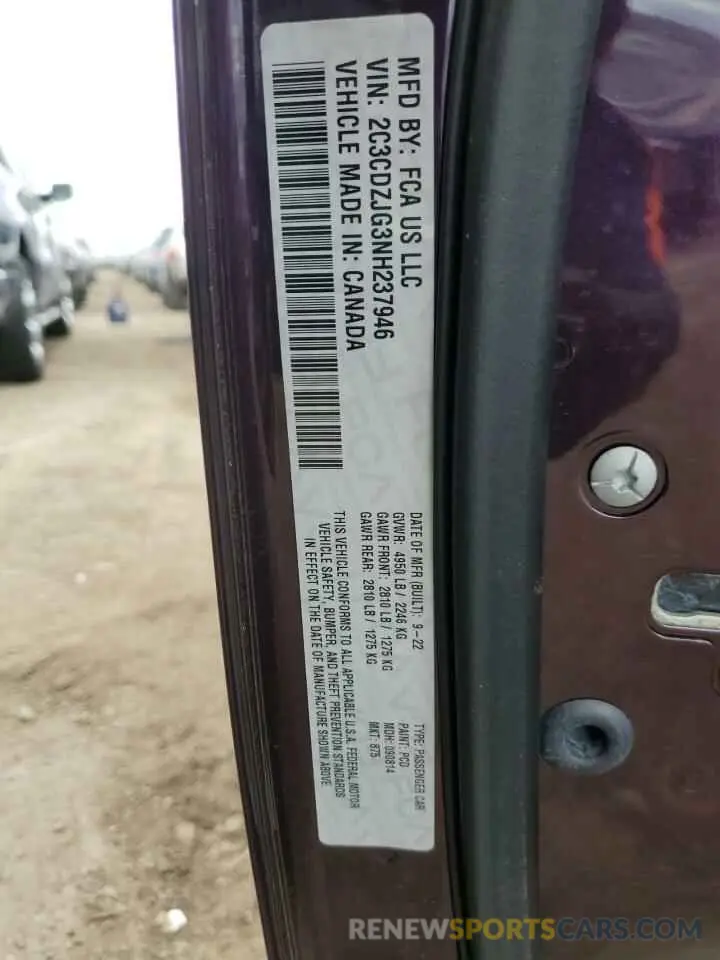 MFD BY: FCA US LLC
VIN: 2C3CDZJG3NH237946
VEHICLE MADE IN: CANADA
DATE OF MFR (BUILT): 9-22
GVWR: 4950 LB / 2246 KG
GAWR FRONT: 2810 LB / 1275 KG
GAWR REAR: 2810 LB / 1275 KG
THIS VEHICLE CONFORMS TO ALL APPLICABLE U.S.A. FEDERAL MOTOR
VEHICLE SAFETY, BUMPER, AND THEFT PREVENTION STANDARDS
IN EFFECT ON THE DATE OF MANUFACTURE SHOWN ABOVE
TYPE: PASSENGER CAR
PAINT: PCD
MDH: 090814
MKT: 875
RENEWSPORTSCARS.COM